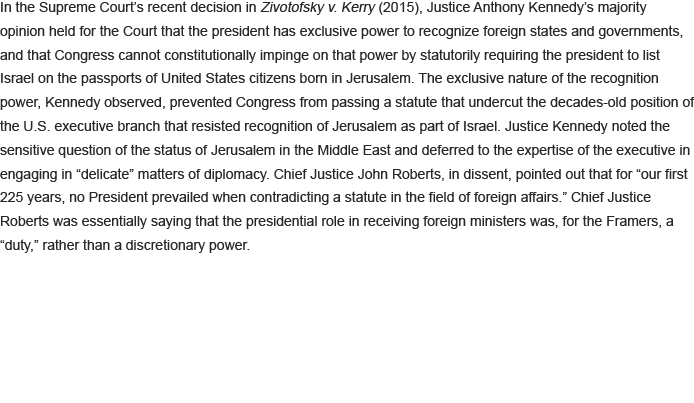 In the Supreme Court’s recent decision in Zivotofsky v. Kerry (2015), Justice Anthony Kennedy’s majority
opinion held for the Court that the president has exclusive power to recognize foreign states and governments,
and that Congress cannot constitutionally impinge on that power by statutorily requiring the president to list
Israel on the passports of United States citizens born in Jerusalem. The exclusive nature of the recognition
power, Kennedy observed, prevented Congress from passing a statute that undercut the decades-old position of
the U.S. executive branch that resisted recognition of Jerusalem as part of Israel. Justice Kennedy noted the
sensitive question of the status of Jerusalem in the Middle East and deferred to the expertise of the executive in
engaging in “delicate” matters of diplomacy. Chief Justice John Roberts, in dissent, pointed out that for “our first
225 years, no President prevailed when contradicting a statute in the field of foreign affairs.” Chief Justice
Roberts was essentially saying that the presidential role in receiving foreign ministers was, for the Framers, a
“duty,” rather than a discretionary power.